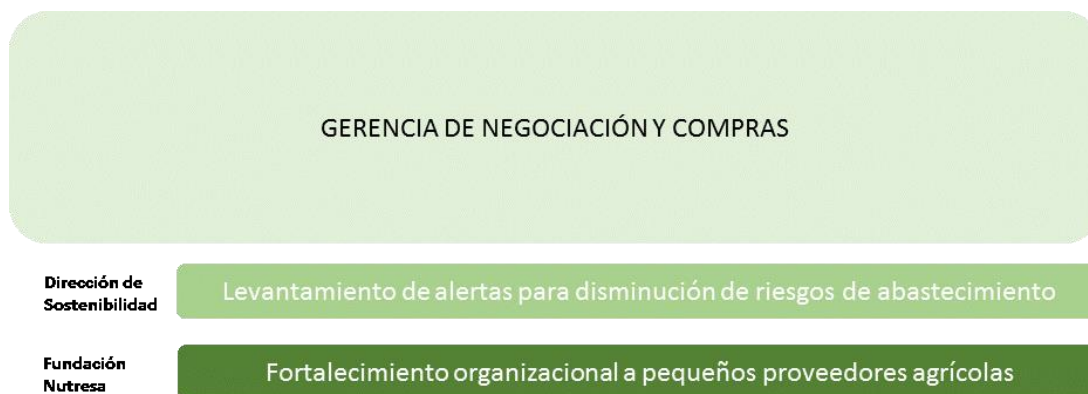 GERENCIA DE NEGOCIACIÓN Y COMPRAS
Dirección de
Sostenibilidad
Levantamiento de alertas para disminución de riesgos de abastecimiento
Fundación
Nutresa
Fortalecimiento organizacional a pequeños proveedores agrícolas